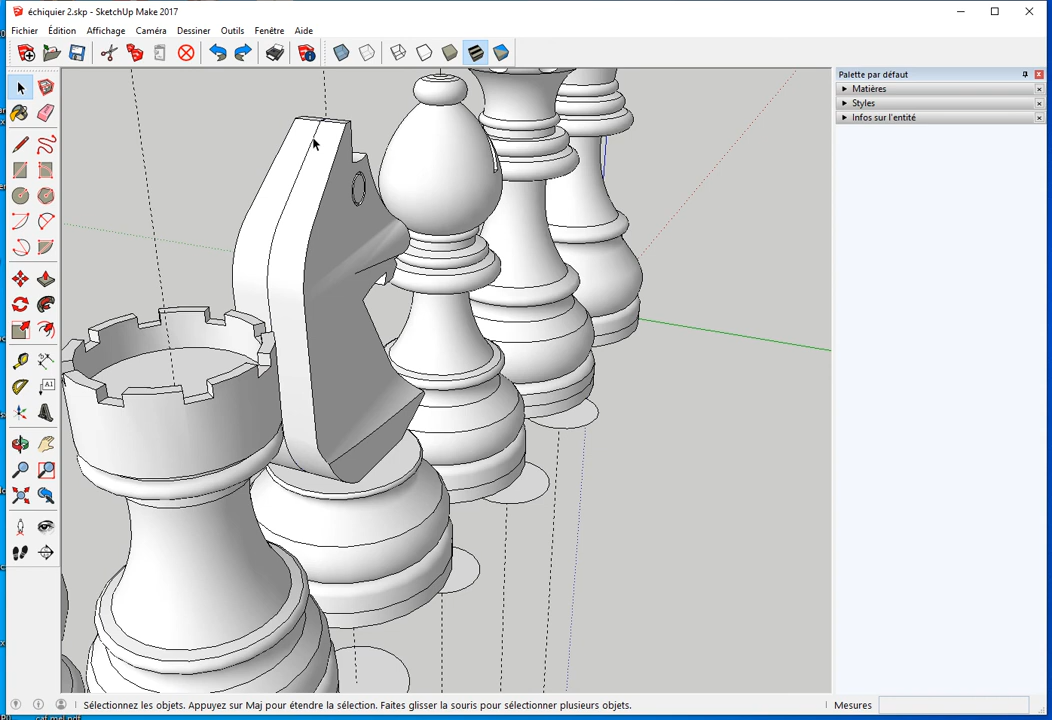 échiquier 2.skp - SketchUp Make 2017
Fichier Édition Affichage Caméra Dessiner Outils Fenêtre Aide
Palette par défaut
Matières
Styles
Infos sur l'entité
A1
Sélectionnez les objets. Appuyez sur Maj pour étendre la sélection. Faites glisser la souris pour sélectionner plusieurs objets.
Mesures